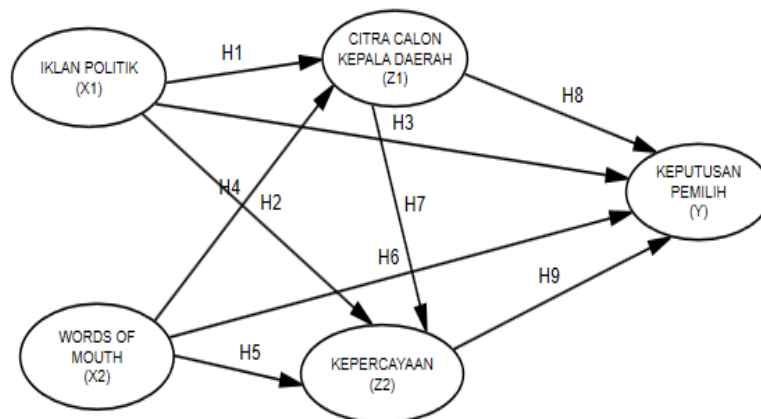 IKLAN POLITIK
(X1)
H1
CITRA CALON
KEPALA DAERAH
(Z1)
H8
H3
KEPUTUSAN
PEMILIH
(Y)
H4
H2
H7
H6
H9
WORDS OF
MOUTH
(X2)
H5
KEPERCAYAAN
(Z2)